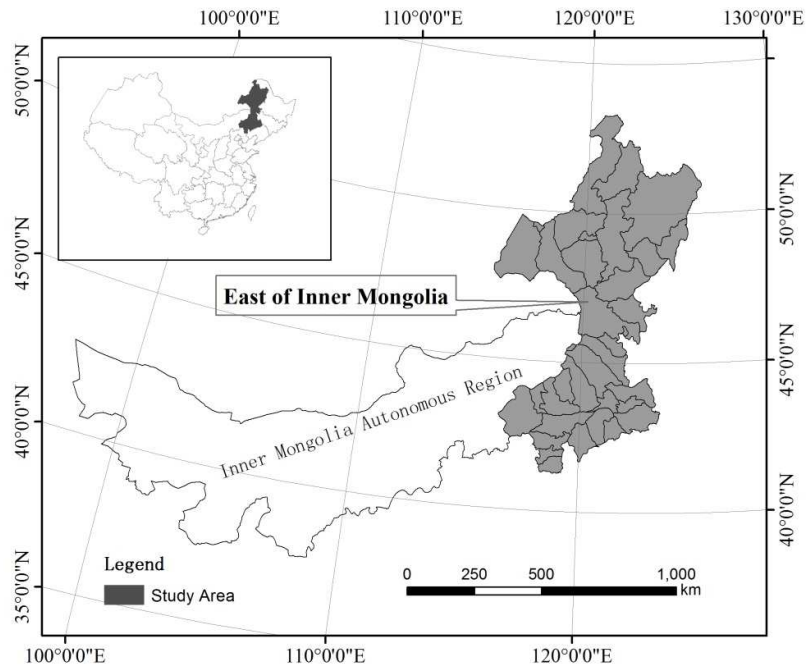 100°0'0"E
110°0'0"E
120°0'0"E
130°0'0"E
50°0'0"N
50°0'0"N
45°0'0"N
East of Inner Mongolia
45°0'0"N
Inner Mongolia Autonomous Region
40°0'0"N
40°0'0"N
Legend
Study Area
0 250 500 1,000
km
35°0'0"N
100°0'0"E
110°0'0"E
120°0'0"E